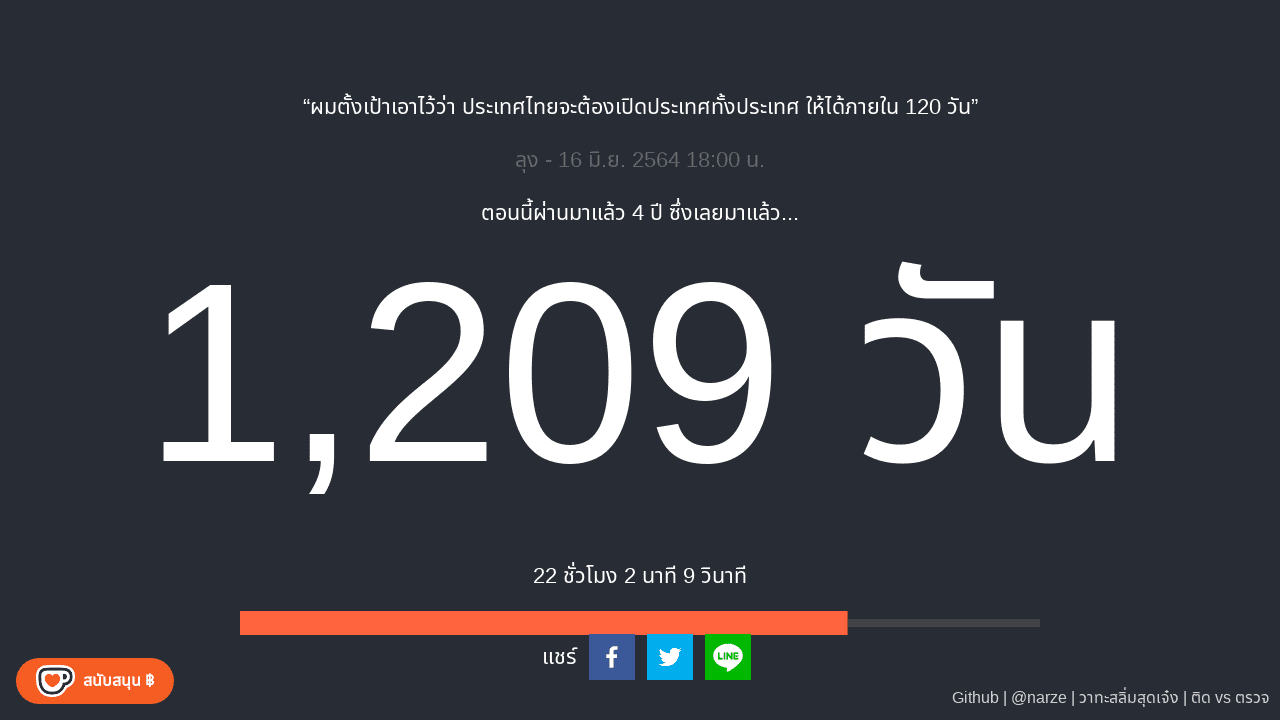 “ผมตั้งเป้าเอาไว้ว่า ประเทศไทยจะต้องเปิดประเทศทั้งประเทศ ให้ได้ภายใน 120 วัน”
ลุง - 16 มิ.ย. 2564 18:00 น.
ตอนนี้ผ่านมาแล้ว 4 ปี ซึ่งเลยมาแล้ว...
1,209 วัน
22 ชั่วโมง 2 นาที 9 วินาที
แชร์
LINE
สนับสนุน ฿
Github | @narze | วาทะสลิ่มสุดเจ๋ง | ติด vs ตรวจ